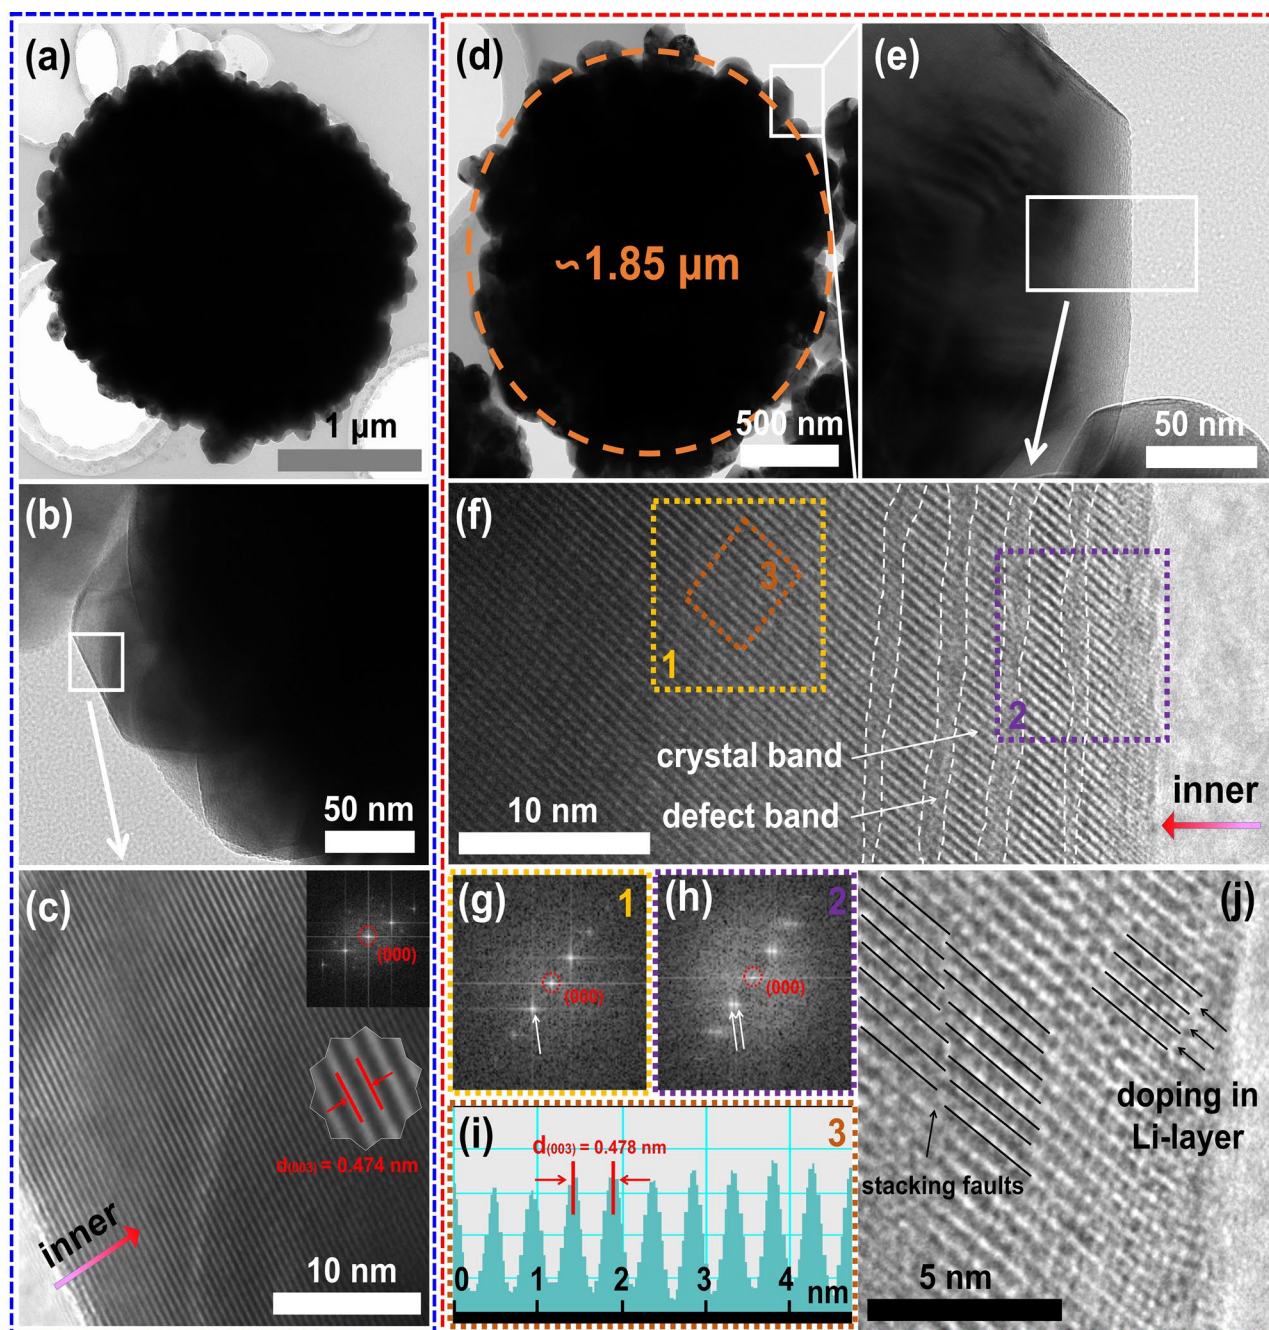 (a)
1 μm
(b)
50 nm
(c)
(000)
d(003) = 0.474 nm
inner
10 nm
(d)
∽1.85 μm
500 nm
(e)
50 nm
(f)
3
1
2
crystal band
defect band
10 nm
inner
(g)
1
(000)
(h)
2
(000)
(i)
3
d(003) = 0.478 nm
0 1 2 3 4 nm
(j)
doping in
Li-layer
stacking faults
5 nm